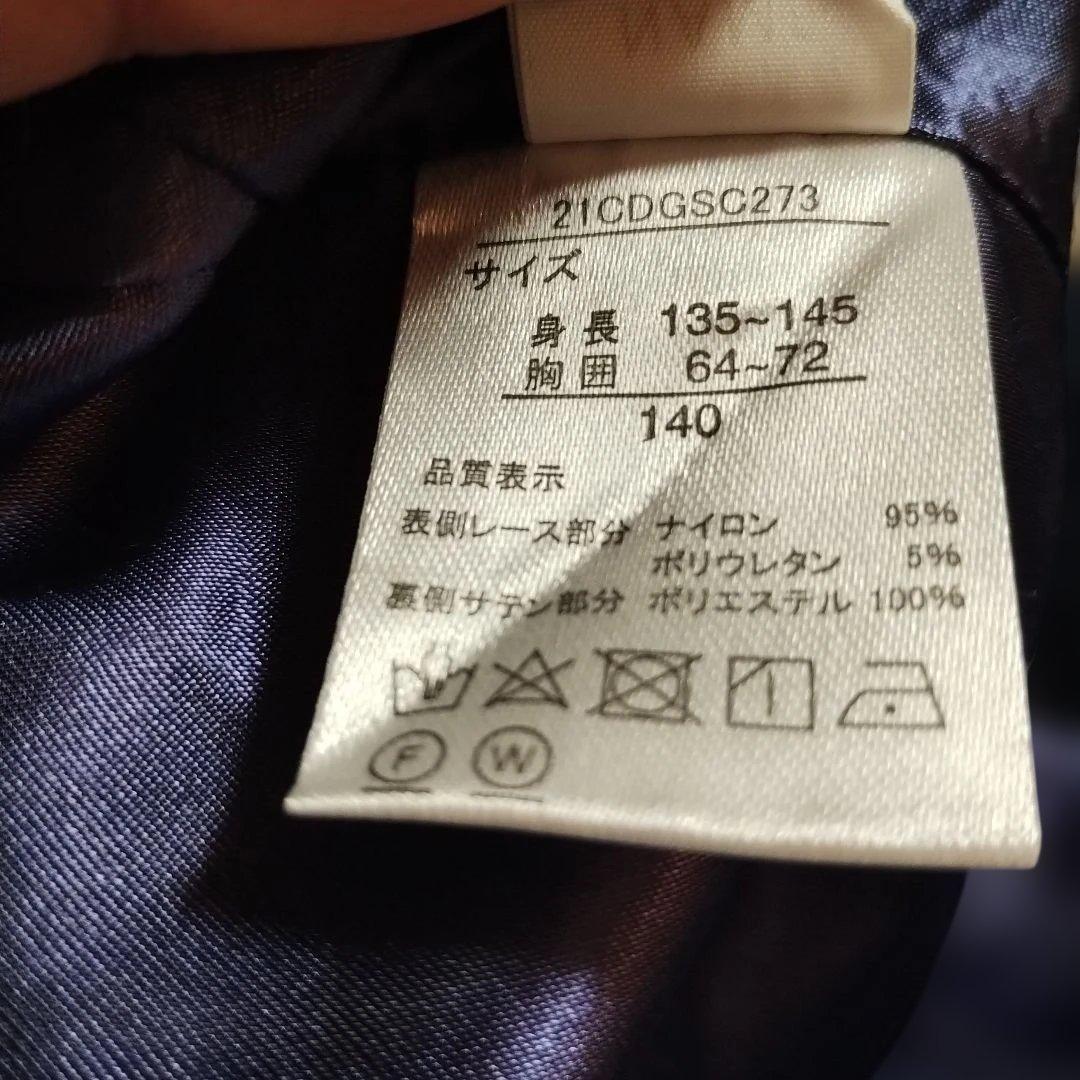 21CDGSC273
サイズ
身長 135~145
胸囲 64~72
140
品質表示
表側レース部分 ナイロン 95%
ポリウレタン 5%
裏側サテン部分 ポリエステル 100%
F W